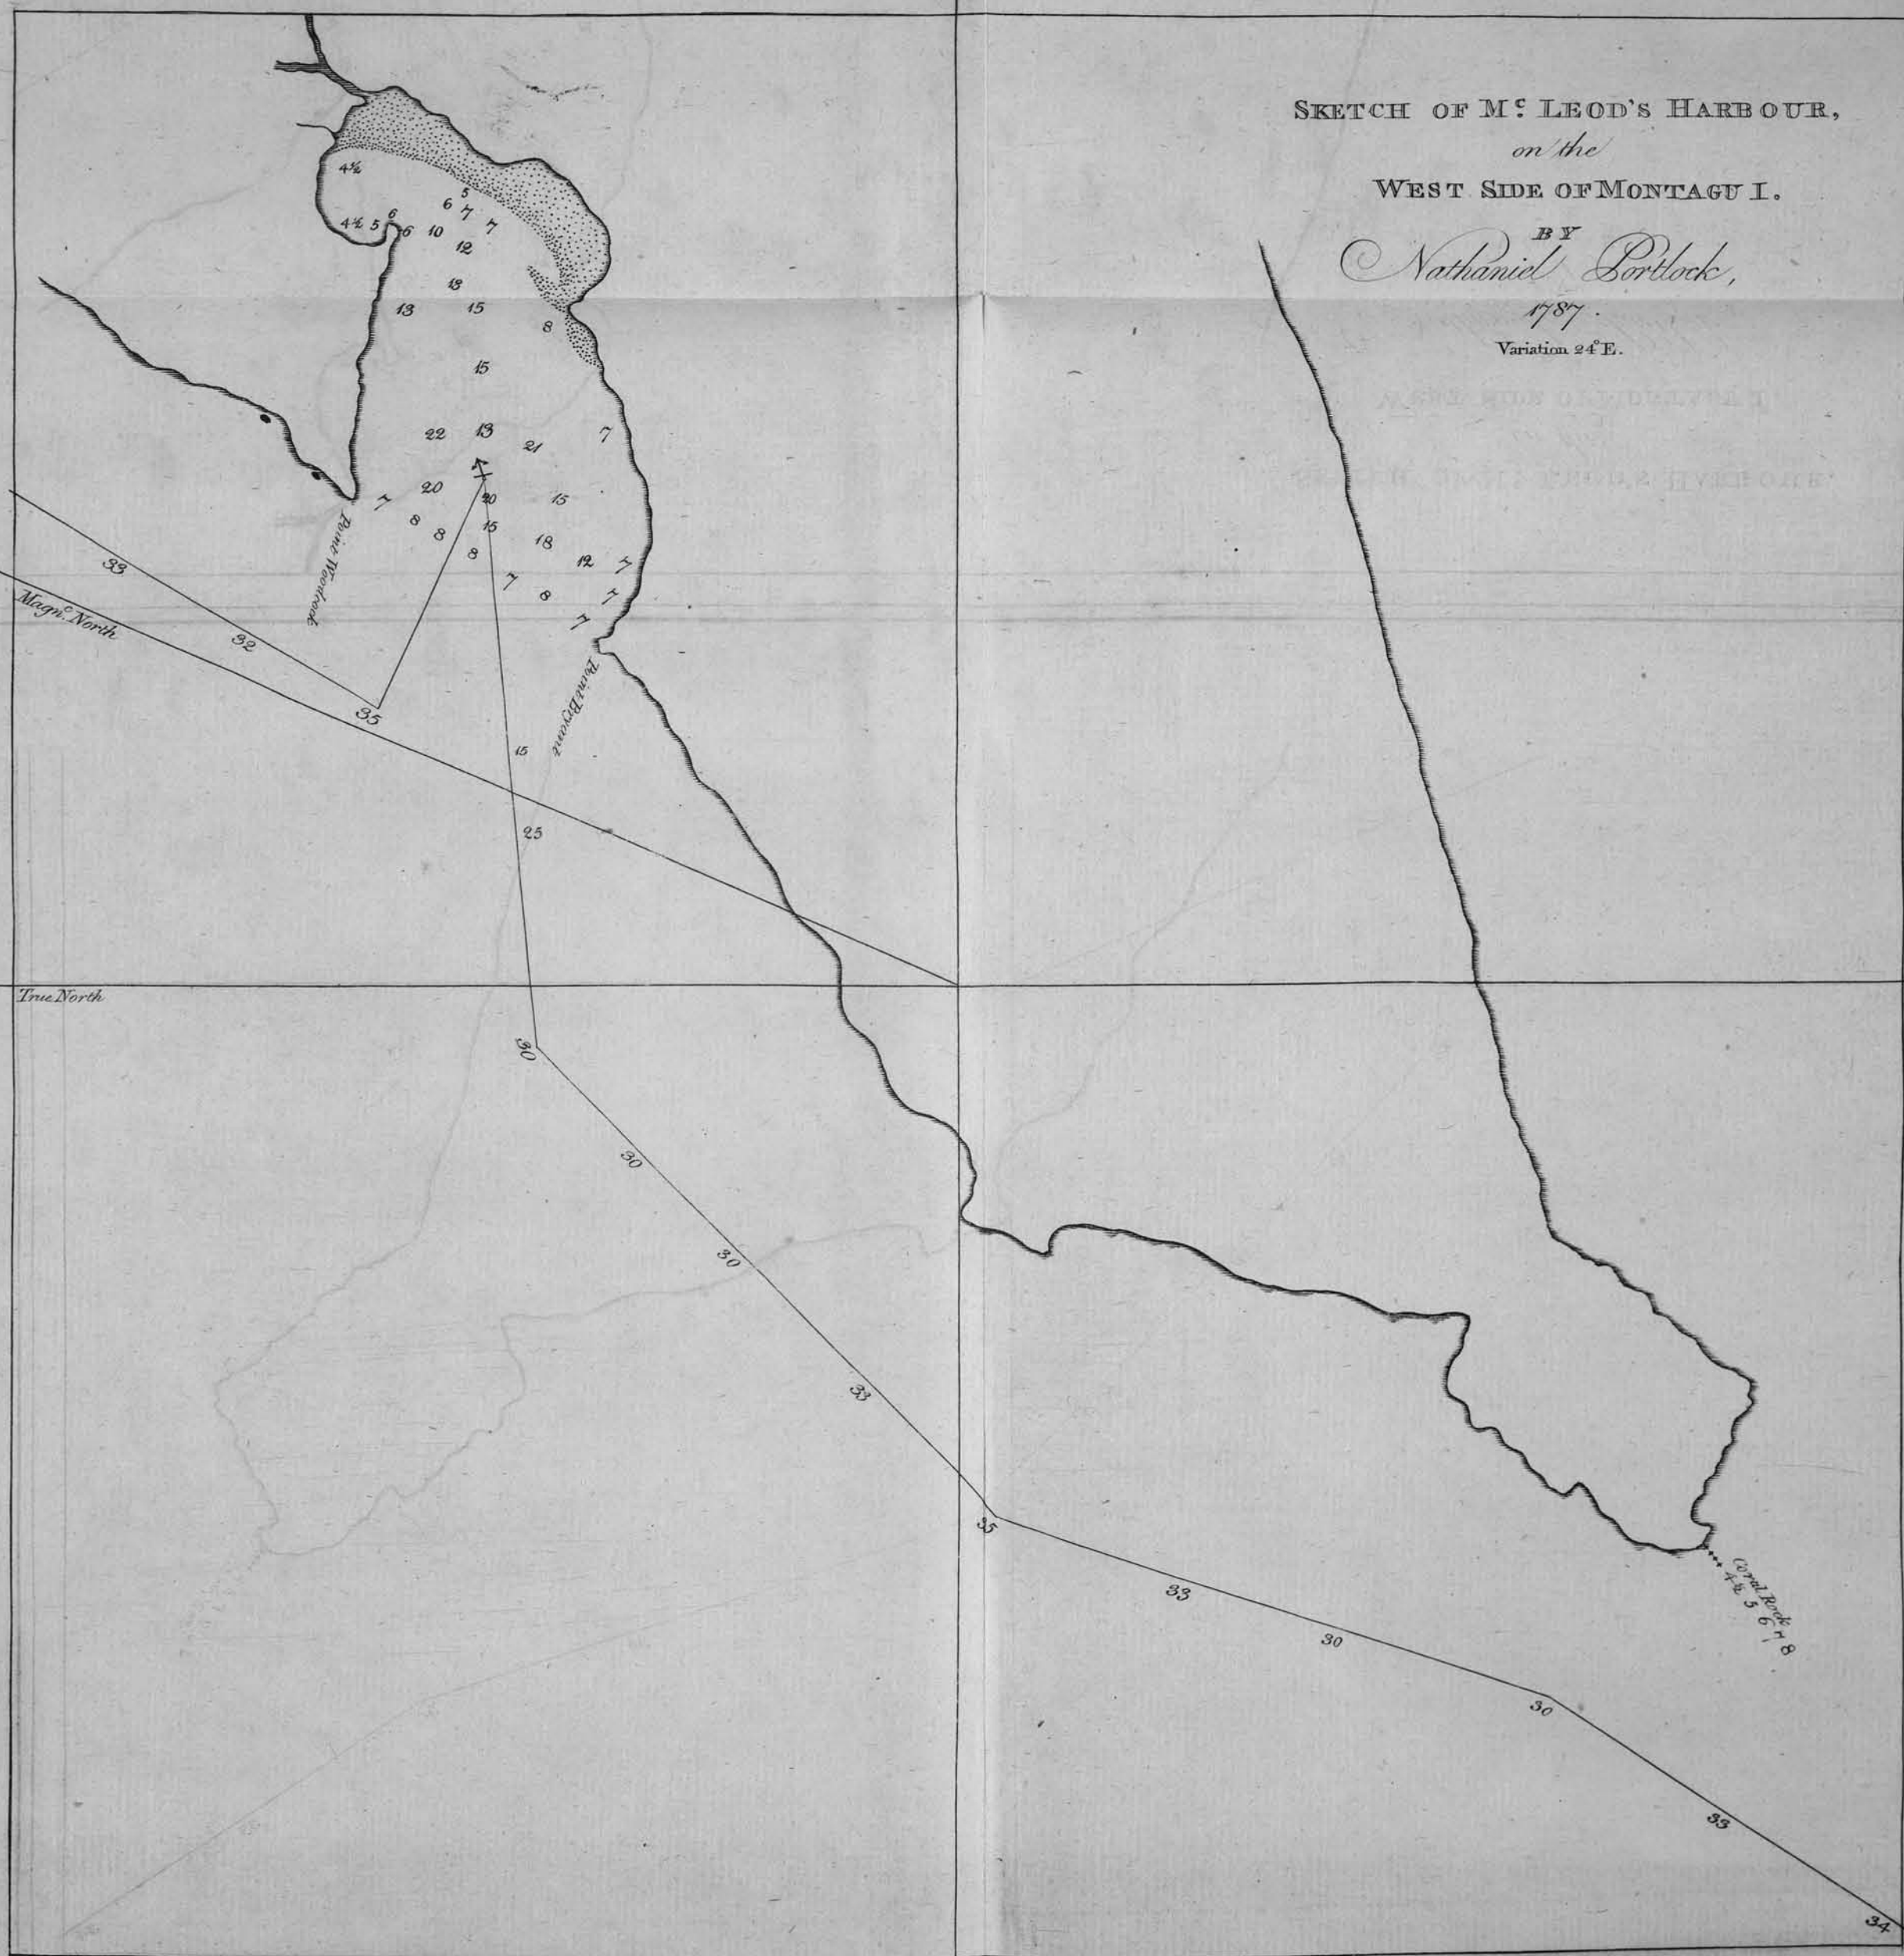 SKETCH OF Mc. LEOD'S HARBOUR,
on the
WEST SIDE OF MONTAGU I.
BY
Nathaniel Portlock,
1787.
Variation 24° E.
4½
5
6 7 7
6
4½ 5 6 10
12
13
13 15
8
15
22 13 21 7
20 20 15
7
8 15
8 18
8 12 7
7 8 7
7
Point Woodcock
33
Magnc. North
32
35
Point Bryant
15
25
True North
30
30
30
33
35
33
30
30
33
34
Coral Rock
4½ 5 6 7 8